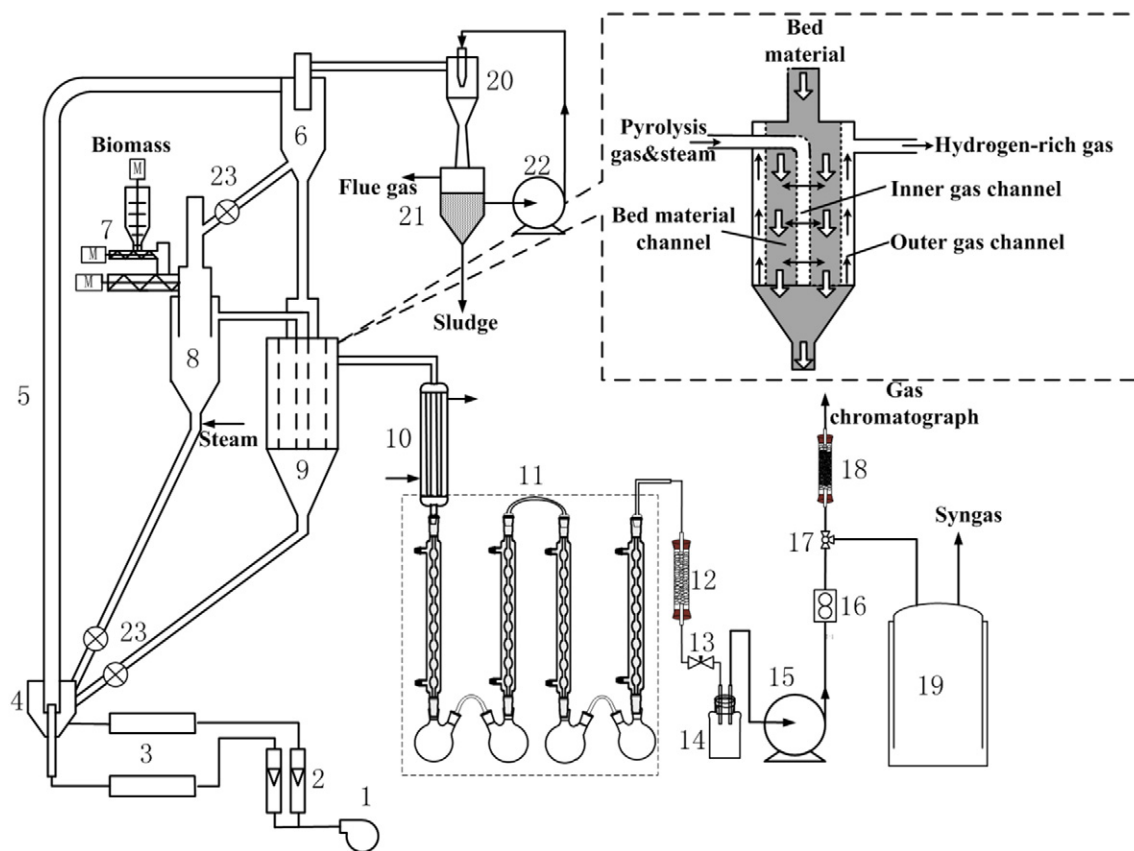 Bed
material
Pyrolysis
gas&steam
Hydrogen-rich gas
Inner gas channel
Bed material
channel
Outer gas channel
20
6
Biomass
M
23
22
Flue gas
21
7
M
M
Sludge
8
5
Steam
9
10
11
Gas
chromatograph
18
Syngas
17
12
16
13
15
19
14
23
4
3
2
1